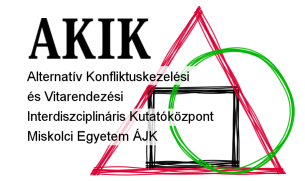 AKIK
Alternatív Konfliktuskezelési
és Vitarendezési
Interdiszciplináris Kutatóközpont
Miskolci Egyetem ÁJK